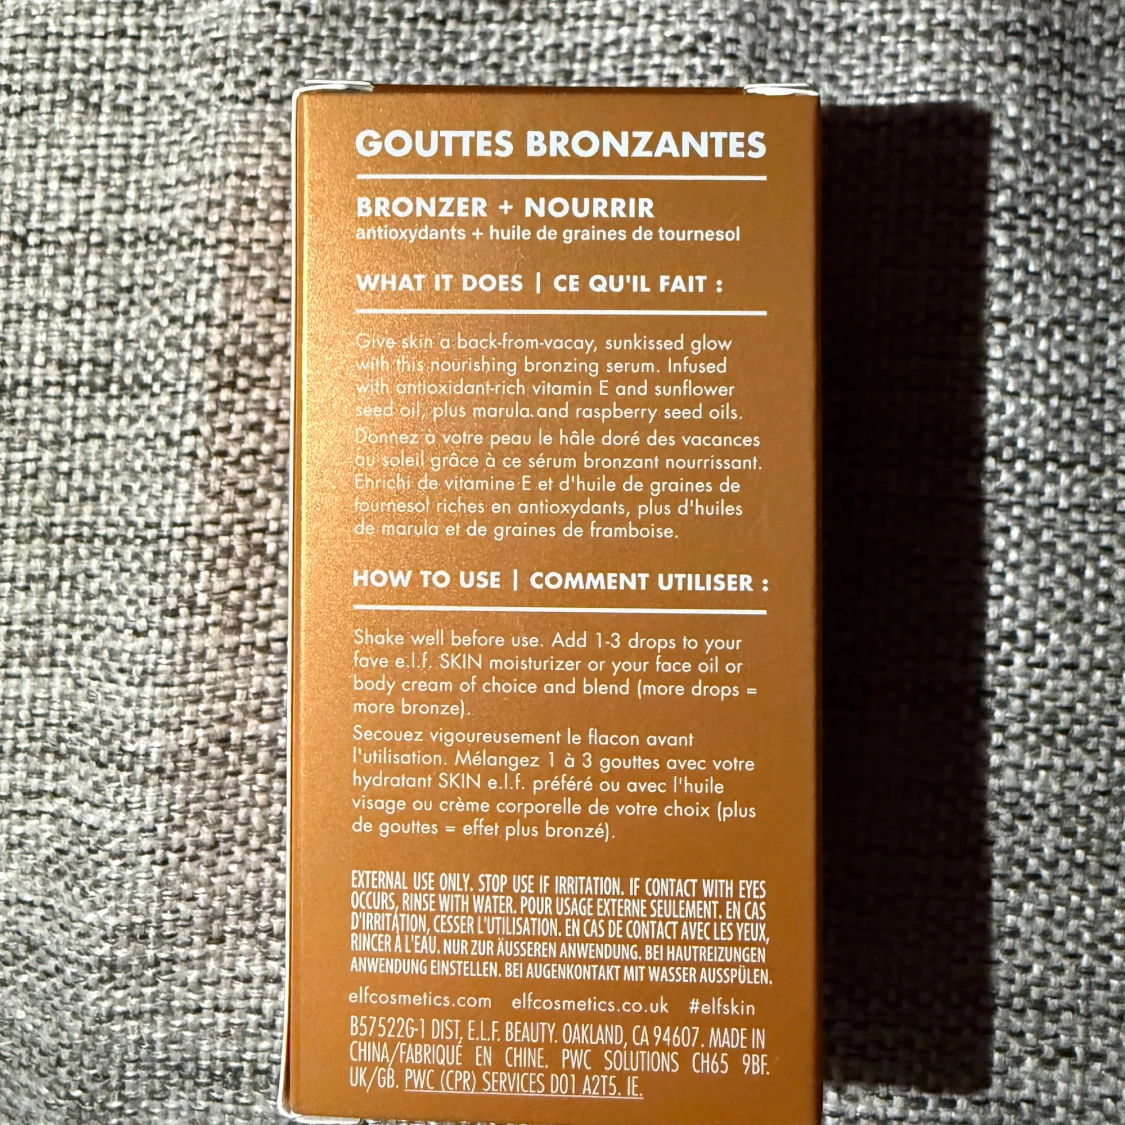 GOUTTES BRONZANTES
BRONZER + NOURRIR
antioxydants + huile de graines de tournesol
WHAT IT DOES | CE QU'IL FAIT :
Give skin a back-from-vacay, sunkissed glow
with this nourishing bronzing serum. Infused
with antioxidant-rich vitamin E and sunflower
seed oil, plus marula and raspberry seed oils.
Donnez à votre peau le hâle doré des vacances
au soleil grâce à ce sérum bronzant nourrissant.
Enrichi de vitamine E et d'huile de graines de
tournesol riches en antioxydants, plus d'huiles
de marula et de graines de framboise.
HOW TO USE | COMMENT UTILISER :
Shake well before use. Add 1-3 drops to your
fave e.l.f. SKIN moisturizer or your face oil or
body cream of choice and blend (more drops =
more bronze).
Secouez vigoureusement le flacon avant
l'utilisation. Mélangez 1 à 3 gouttes avec votre
hydratant SKIN e.l.f. préféré ou avec l'huile
visage ou crème corporelle de votre choix (plus
de gouttes = effet plus bronzé).
EXTERNAL USE ONLY. STOP USE IF IRRITATION. IF CONTACT WITH EYES
OCCURS, RINSE WITH WATER. POUR USAGE EXTERNE SEULEMENT. EN CAS
D'IRRITATION, CESSER L'UTILISATION. EN CAS DE CONTACT AVEC LES YEUX,
RINCER À L'EAU. NUR ZUR ÄUSSEREN ANWENDUNG. BEI HAUTREIZUNGEN
ANWENDUNG EINSTELLEN. BEI AUGENKONTAKT MIT WASSER AUSSPÜLEN.
elfcosmetics.com elfcosmetics.co.uk #elfskin
B57522G-1 DIST, E.L.F. BEAUTY. OAKLAND, CA 94607. MADE IN
CHINA/FABRIQUÉ EN CHINE. PWC SOLUTIONS CH65 9BF.
UK/GB. PWC (CPR) SERVICES D01 A2T5. IE.